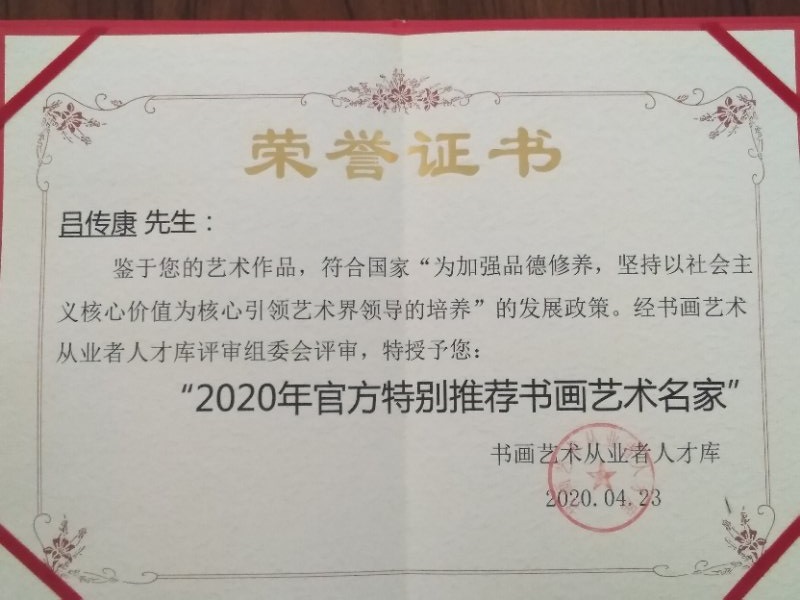 荣誉证书
吕传康 先生：
鉴于您的艺术作品，符合国家“为加强品德修养，坚持以社会主
义核心价值为核心引领艺术界领导的培养”的发展政策。经书画艺术
从业者人才库评审组委会评审，特授予您：
“2020年官方特别推荐书画艺术名家”
书画艺术从业者人才库
2020.04.23